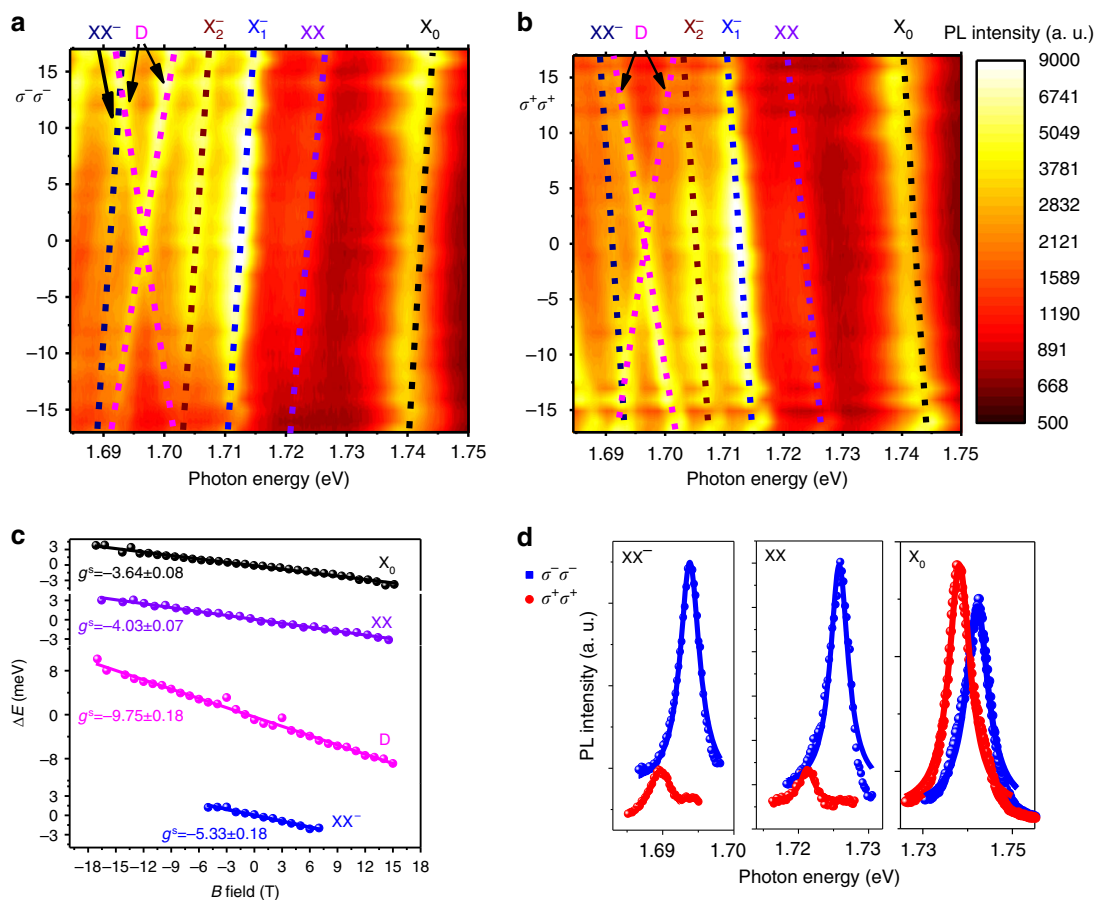 a
XX⁻ D X₂⁻ X₁⁻ XX X₀
σ⁻σ⁻
15
10
5
0
−5
−10
−15
1.69 1.70 1.71 1.72 1.73 1.74 1.75
Photon energy (eV)
b
XX⁻ D X₂⁻ X₁⁻ XX X₀
σ⁺σ⁺
15
10
5
0
−5
−10
−15
1.69 1.70 1.71 1.72 1.73 1.74 1.75
Photon energy (eV)
PL intensity (a. u.)
9000
6741
5049
3781
2832
2121
1589
1190
891
668
500
c
ΔE (meV)
3
0
−3
X₀
gˢ=−3.64±0.08
3
0
−3
XX
gˢ=−4.03±0.07
8
0
−8
gˢ=−9.75±0.18
D
3
0
−3
XX⁻
gˢ=−5.33±0.18
−18 −15 −12 −9 −6 −3 0 3 6 9 12 15 18
B field (T)
d
PL intensity (a. u.)
XX⁻
σ⁻σ⁻
σ⁺σ⁺
XX
X₀
1.69 1.70 1.72 1.73 1.73 1.75
Photon energy (eV)